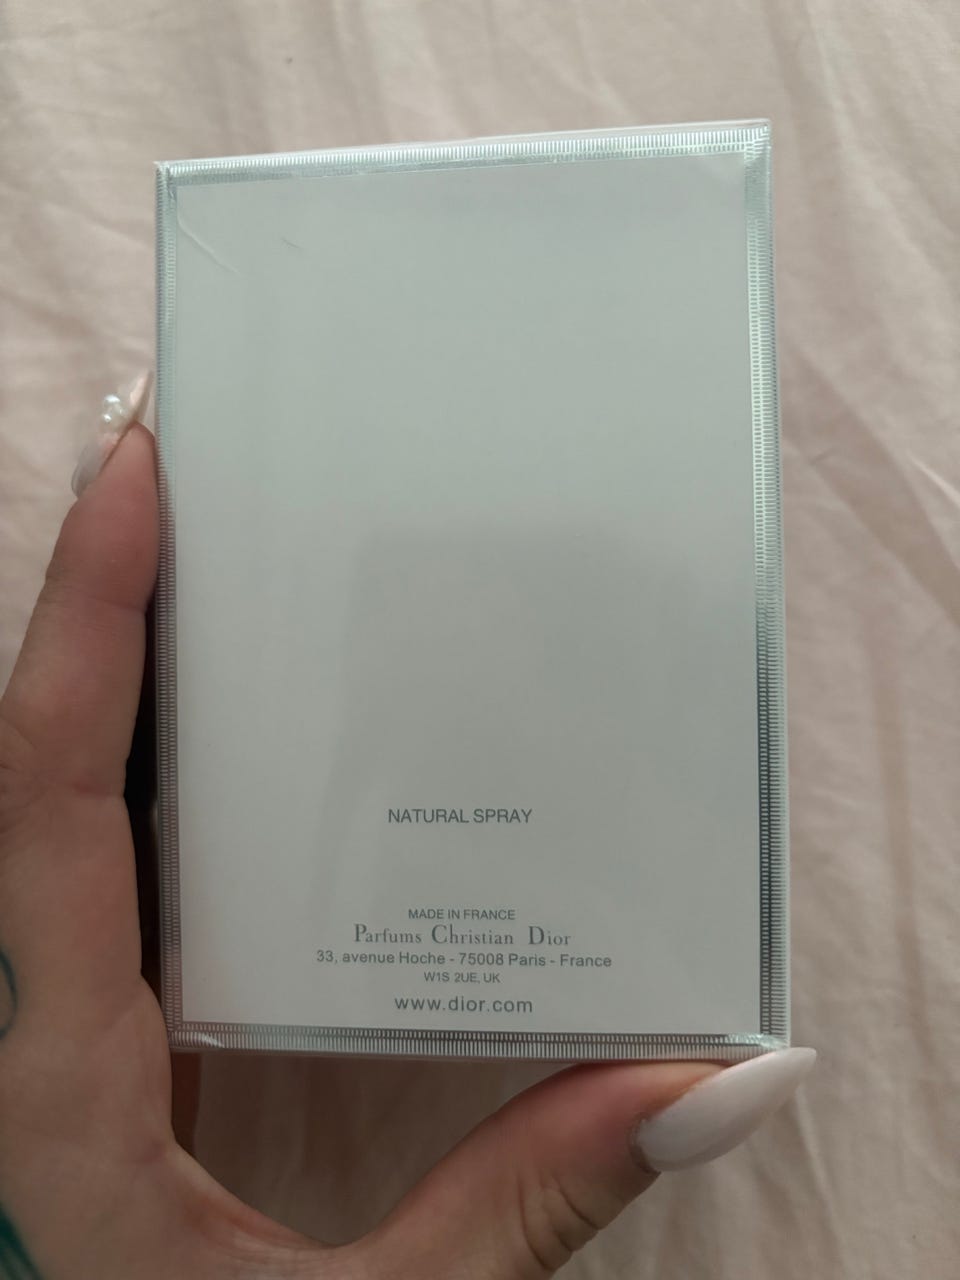 NATURAL SPRAY
MADE IN FRANCE
Parfums Christian Dior
33, avenue Hoche - 75008 Paris - France
W1S 2UE, UK
www.dior.com